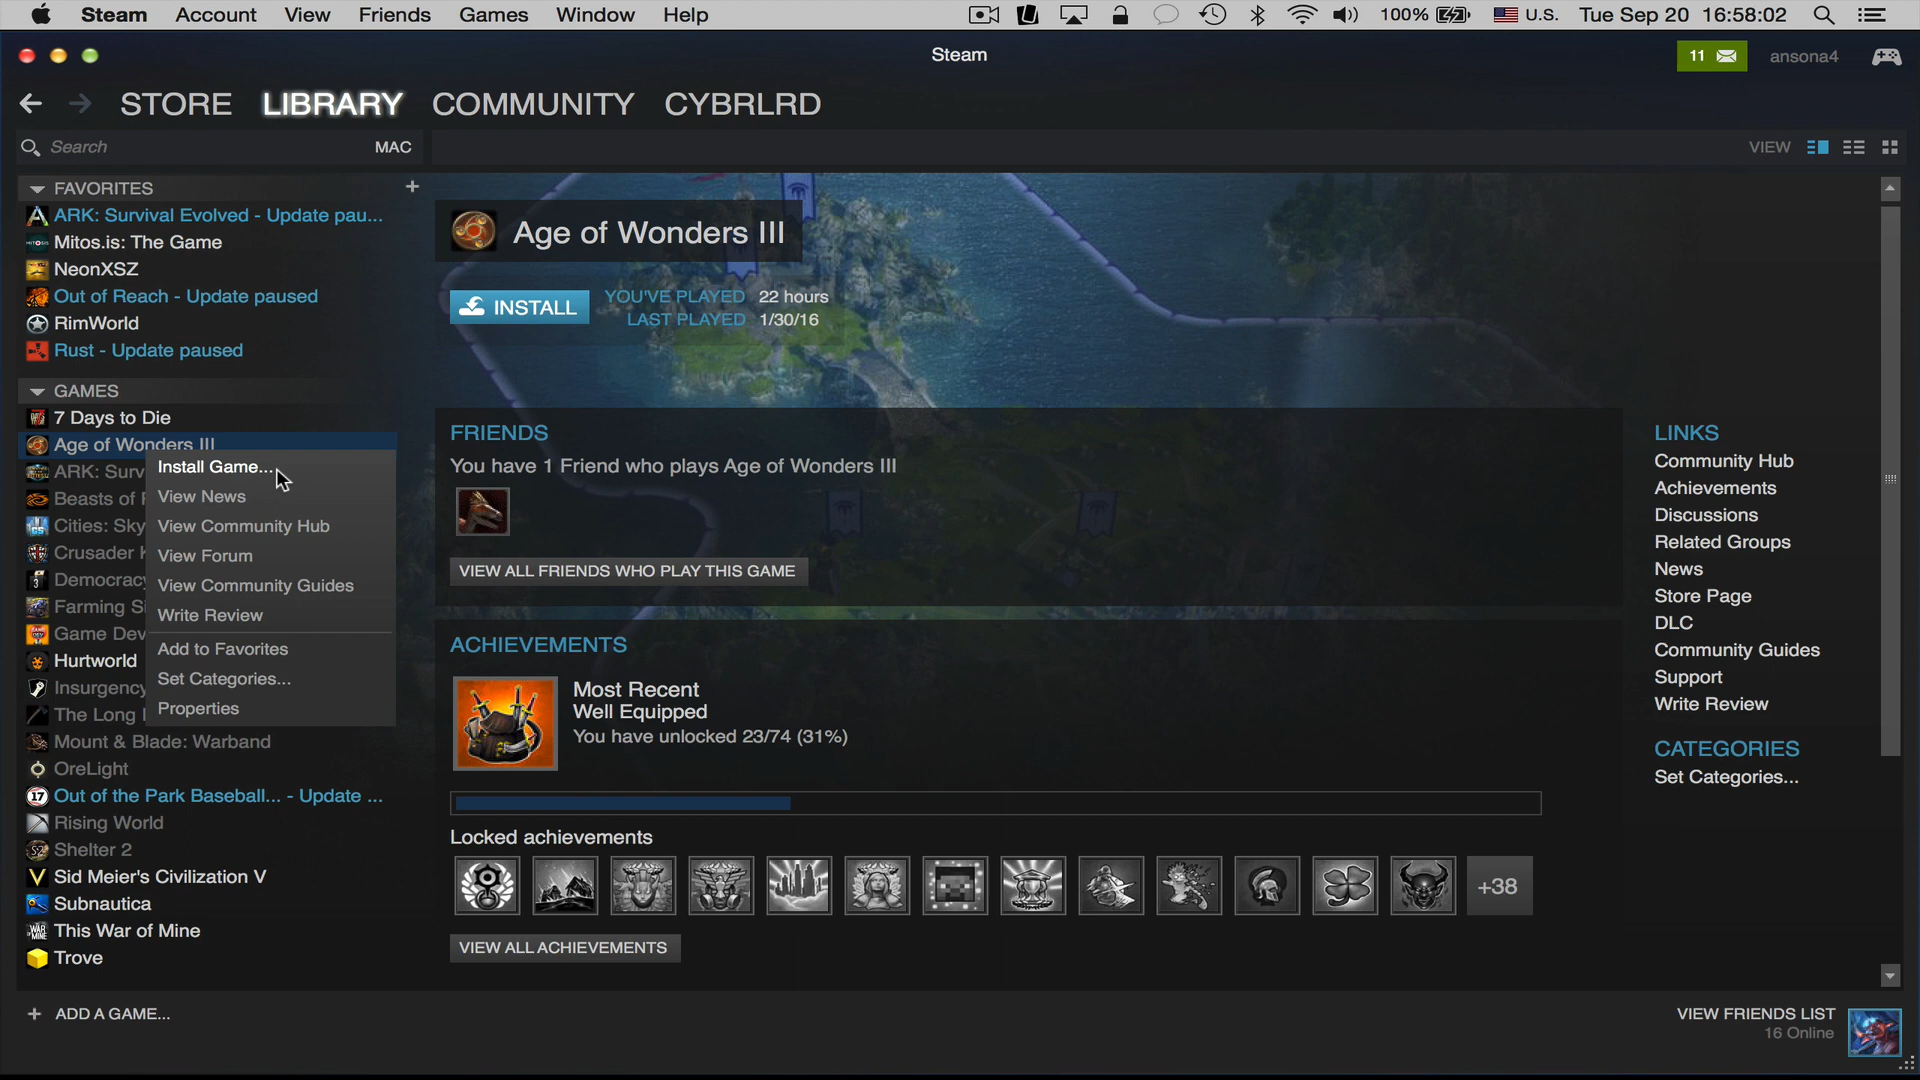 Steam Account View Friends Games Window Help 100% U.S. Tue Sep 20 16:58:02
Steam
11 ansona4
STORE LIBRARY COMMUNITY CYBRLRD
Search MAC VIEW
FAVORITES +
ARK: Survival Evolved - Update pau...
Mitos.is: The Game
NeonXSZ
Out of Reach - Update paused
RimWorld
Rust - Update paused
GAMES
7 Days to Die
Age of Wonders III
ARK: Surv
Beasts of
Cities: Sky
Crusader
Democracy
Farming Si
Game Dev
Hurtworld
Insurgency
The Long
Mount & Blade: Warband
OreLight
Out of the Park Baseball... - Update ...
Rising World
Shelter 2
Sid Meier's Civilization V
Subnautica
This War of Mine
Trove
Install Game...
View News
View Community Hub
View Forum
View Community Guides
Write Review
Add to Favorites
Set Categories...
Properties
Age of Wonders III
INSTALL
YOU'VE PLAYED 22 hours
LAST PLAYED 1/30/16
FRIENDS
You have 1 Friend who plays Age of Wonders III
VIEW ALL FRIENDS WHO PLAY THIS GAME
ACHIEVEMENTS
Most Recent
Well Equipped
You have unlocked 23/74 (31%)
Locked achievements
+38
VIEW ALL ACHIEVEMENTS
LINKS
Community Hub
Achievements
Discussions
Related Groups
News
Store Page
DLC
Community Guides
Support
Write Review
CATEGORIES
Set Categories...
+ ADD A GAME...
VIEW FRIENDS LIST
16 Online